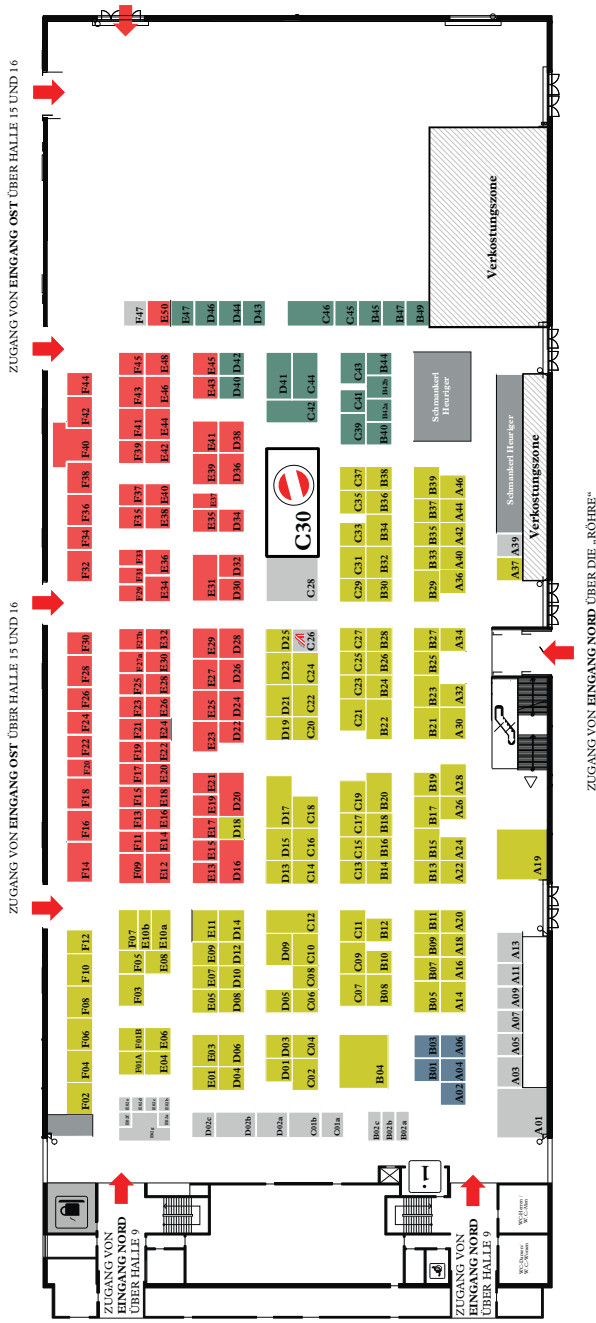 ZUGANG VON EINGANG OST ÜBER HALLE 15 UND 16
ZUGANG VON EINGANG OST ÜBER HALLE 15 UND 16
ZUGANG VON EINGANG NORD ÜBER DIE „RÖHRE“
Verkostungszone
F47
E50
E47
D46
D44
D43
C46
C45
B45
B47
B49
F44
F42
F40
F38
F36
F34
F32
F45
E48
F43
E46
F41
E44
F39
E42
F37
E40
F35
E38
F33
F31
F29
E36
E34
E45
E43
D42
D40
E41
E39
D38
D36
E37
E35
D34
E31
D32
D30
D41
C44
C42
C30
C28
C43
B44
C41
B42b
B42a
C39
B40
C37
B38
C35
B36
C33
B34
C31
B32
C29
B30
Schmankerl
Heuriger
B39
A46
B37
A44
B35
A42
B33
A40
B29
A36
Schmankerl Heuriger
Verkostungszone
A39
A37
F30
F28
F26
F24
F22
F20
F18
F16
F14
F27b
E32
F27a
E30
F25
E28
F23
E26
F21
E24
F19
E22
F17
E20
F15
E18
F13
E16
F11
E14
F09
E12
E29
D28
E27
D26
E25
D24
E23
D22
E21
E19
D20
E17
D18
E15
E13
D16
D25
C26
D23
C24
D21
C22
D19
C20
D17
C18
D15
C16
D13
C14
C27
B28
C25
B26
C23
B24
C21
B22
C19
B20
C17
B18
C15
B16
C13
B14
B27
A34
B25
B23
A32
B21
A30
B19
A28
B17
A26
B15
A24
B13
A22
A19
F12
F10
F08
F06
F04
F02
F07
E10b
E10a
F05
E08
F03
F01B
E06
F01A
E04
E11
D14
E09
D12
E07
D10
E05
D08
E03
D06
E01
D04
C12
D09
C10
C08
D05
C06
D03
C04
D01
C02
C11
B12
C09
B10
C07
B08
B04
B11
A20
B09
A18
B07
A16
B05
A14
B03
A06
B01
A04
A02
A13
A11
A09
A07
A05
A03
A01
D02c
D02b
D02a
C01b
C01a
B02c
B02b
B02a
i
ZUGANG VON
EINGANG NORD
ÜBER HALLE 9
ZUGANG VON
EINGANG NORD
ÜBER HALLE 9
WC-Herren /
W.C.-Men
WC-Damen/
W.C.-Women